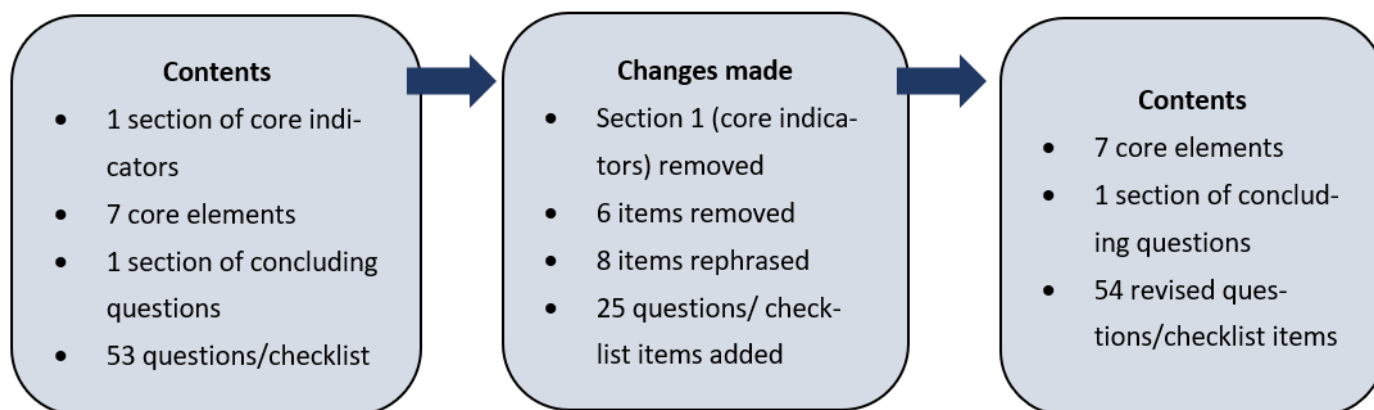 Contents
• 1 section of core indi-
cators
• 7 core elements
• 1 section of concluding
questions
• 53 questions/checklist
Changes made
• Section 1 (core indica-
tors) removed
• 6 items removed
• 8 items rephrased
• 25 questions/ check-
list items added
Contents
• 7 core elements
• 1 section of conclud-
ing questions
• 54 revised ques-
tions/checklist items